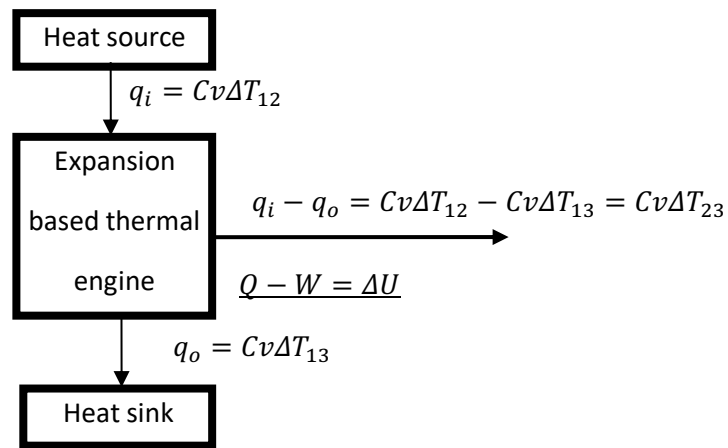 Heat source
q_i = CvΔT_12
Expansion
based thermal
engine
q_i − q_o = CvΔT_12 − CvΔT_13 = CvΔT_23
Q − W = ΔU
q_o = CvΔT_13
Heat sink